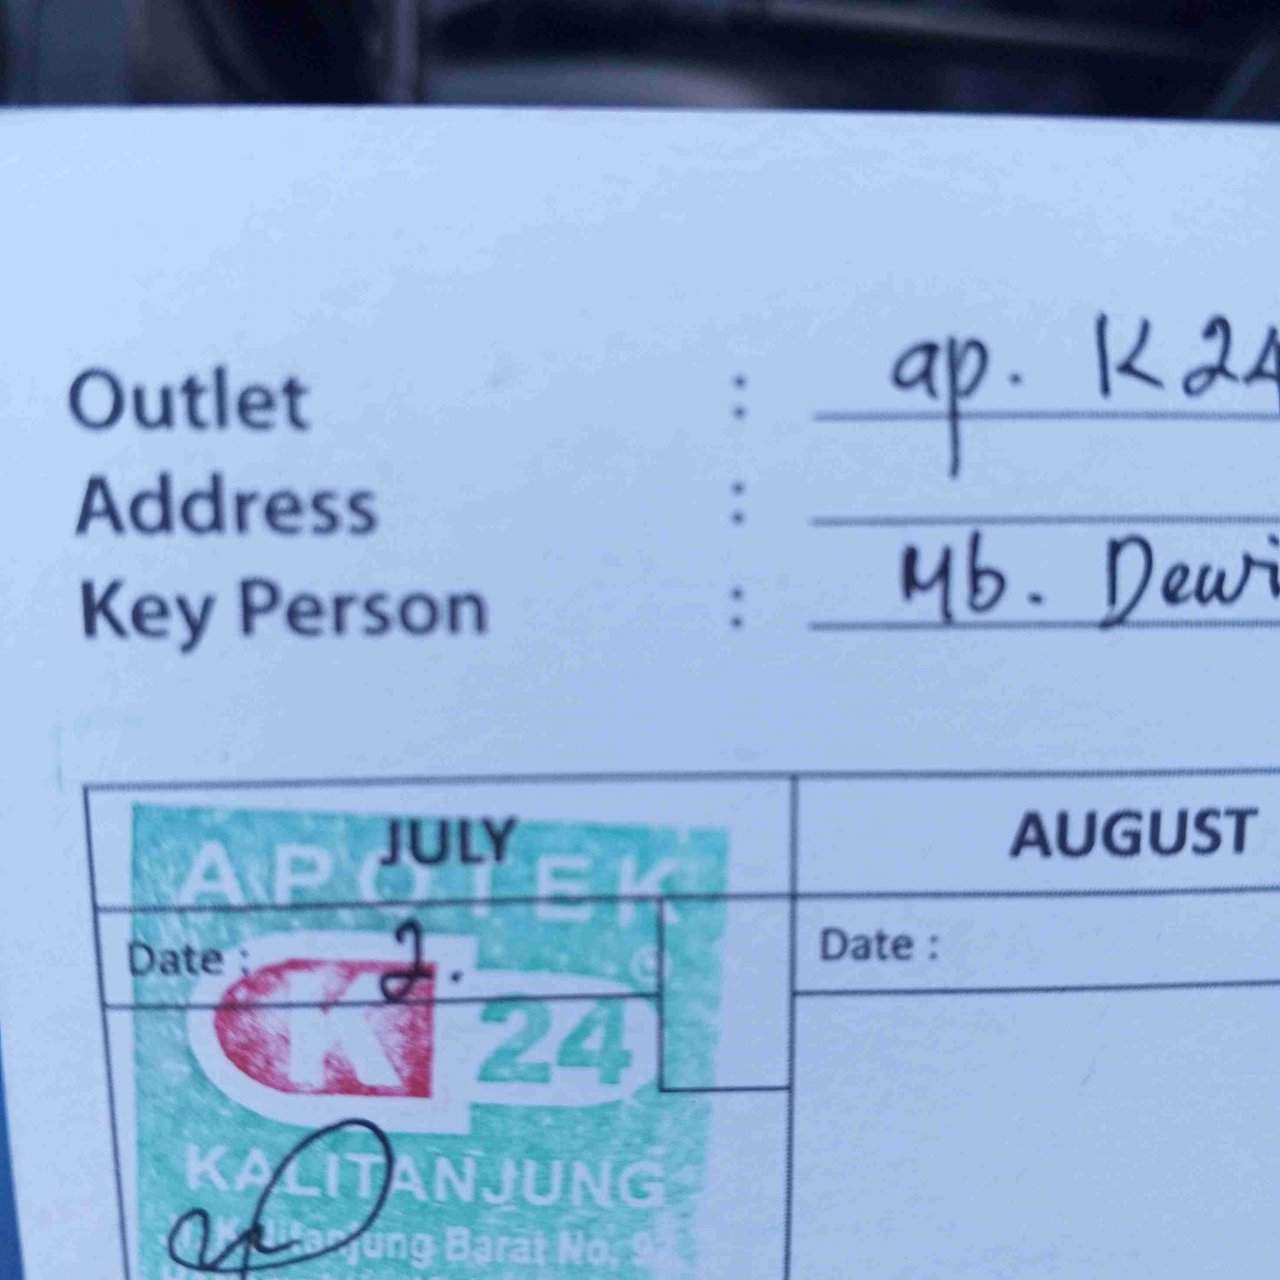 Outlet : ap. K24
Address :
Key Person : Mb. Dewi
JULY AUGUST
APOTEK
Date : 2. Date :
K 24
KALITANJUNG
Kalitanjung Barat No.